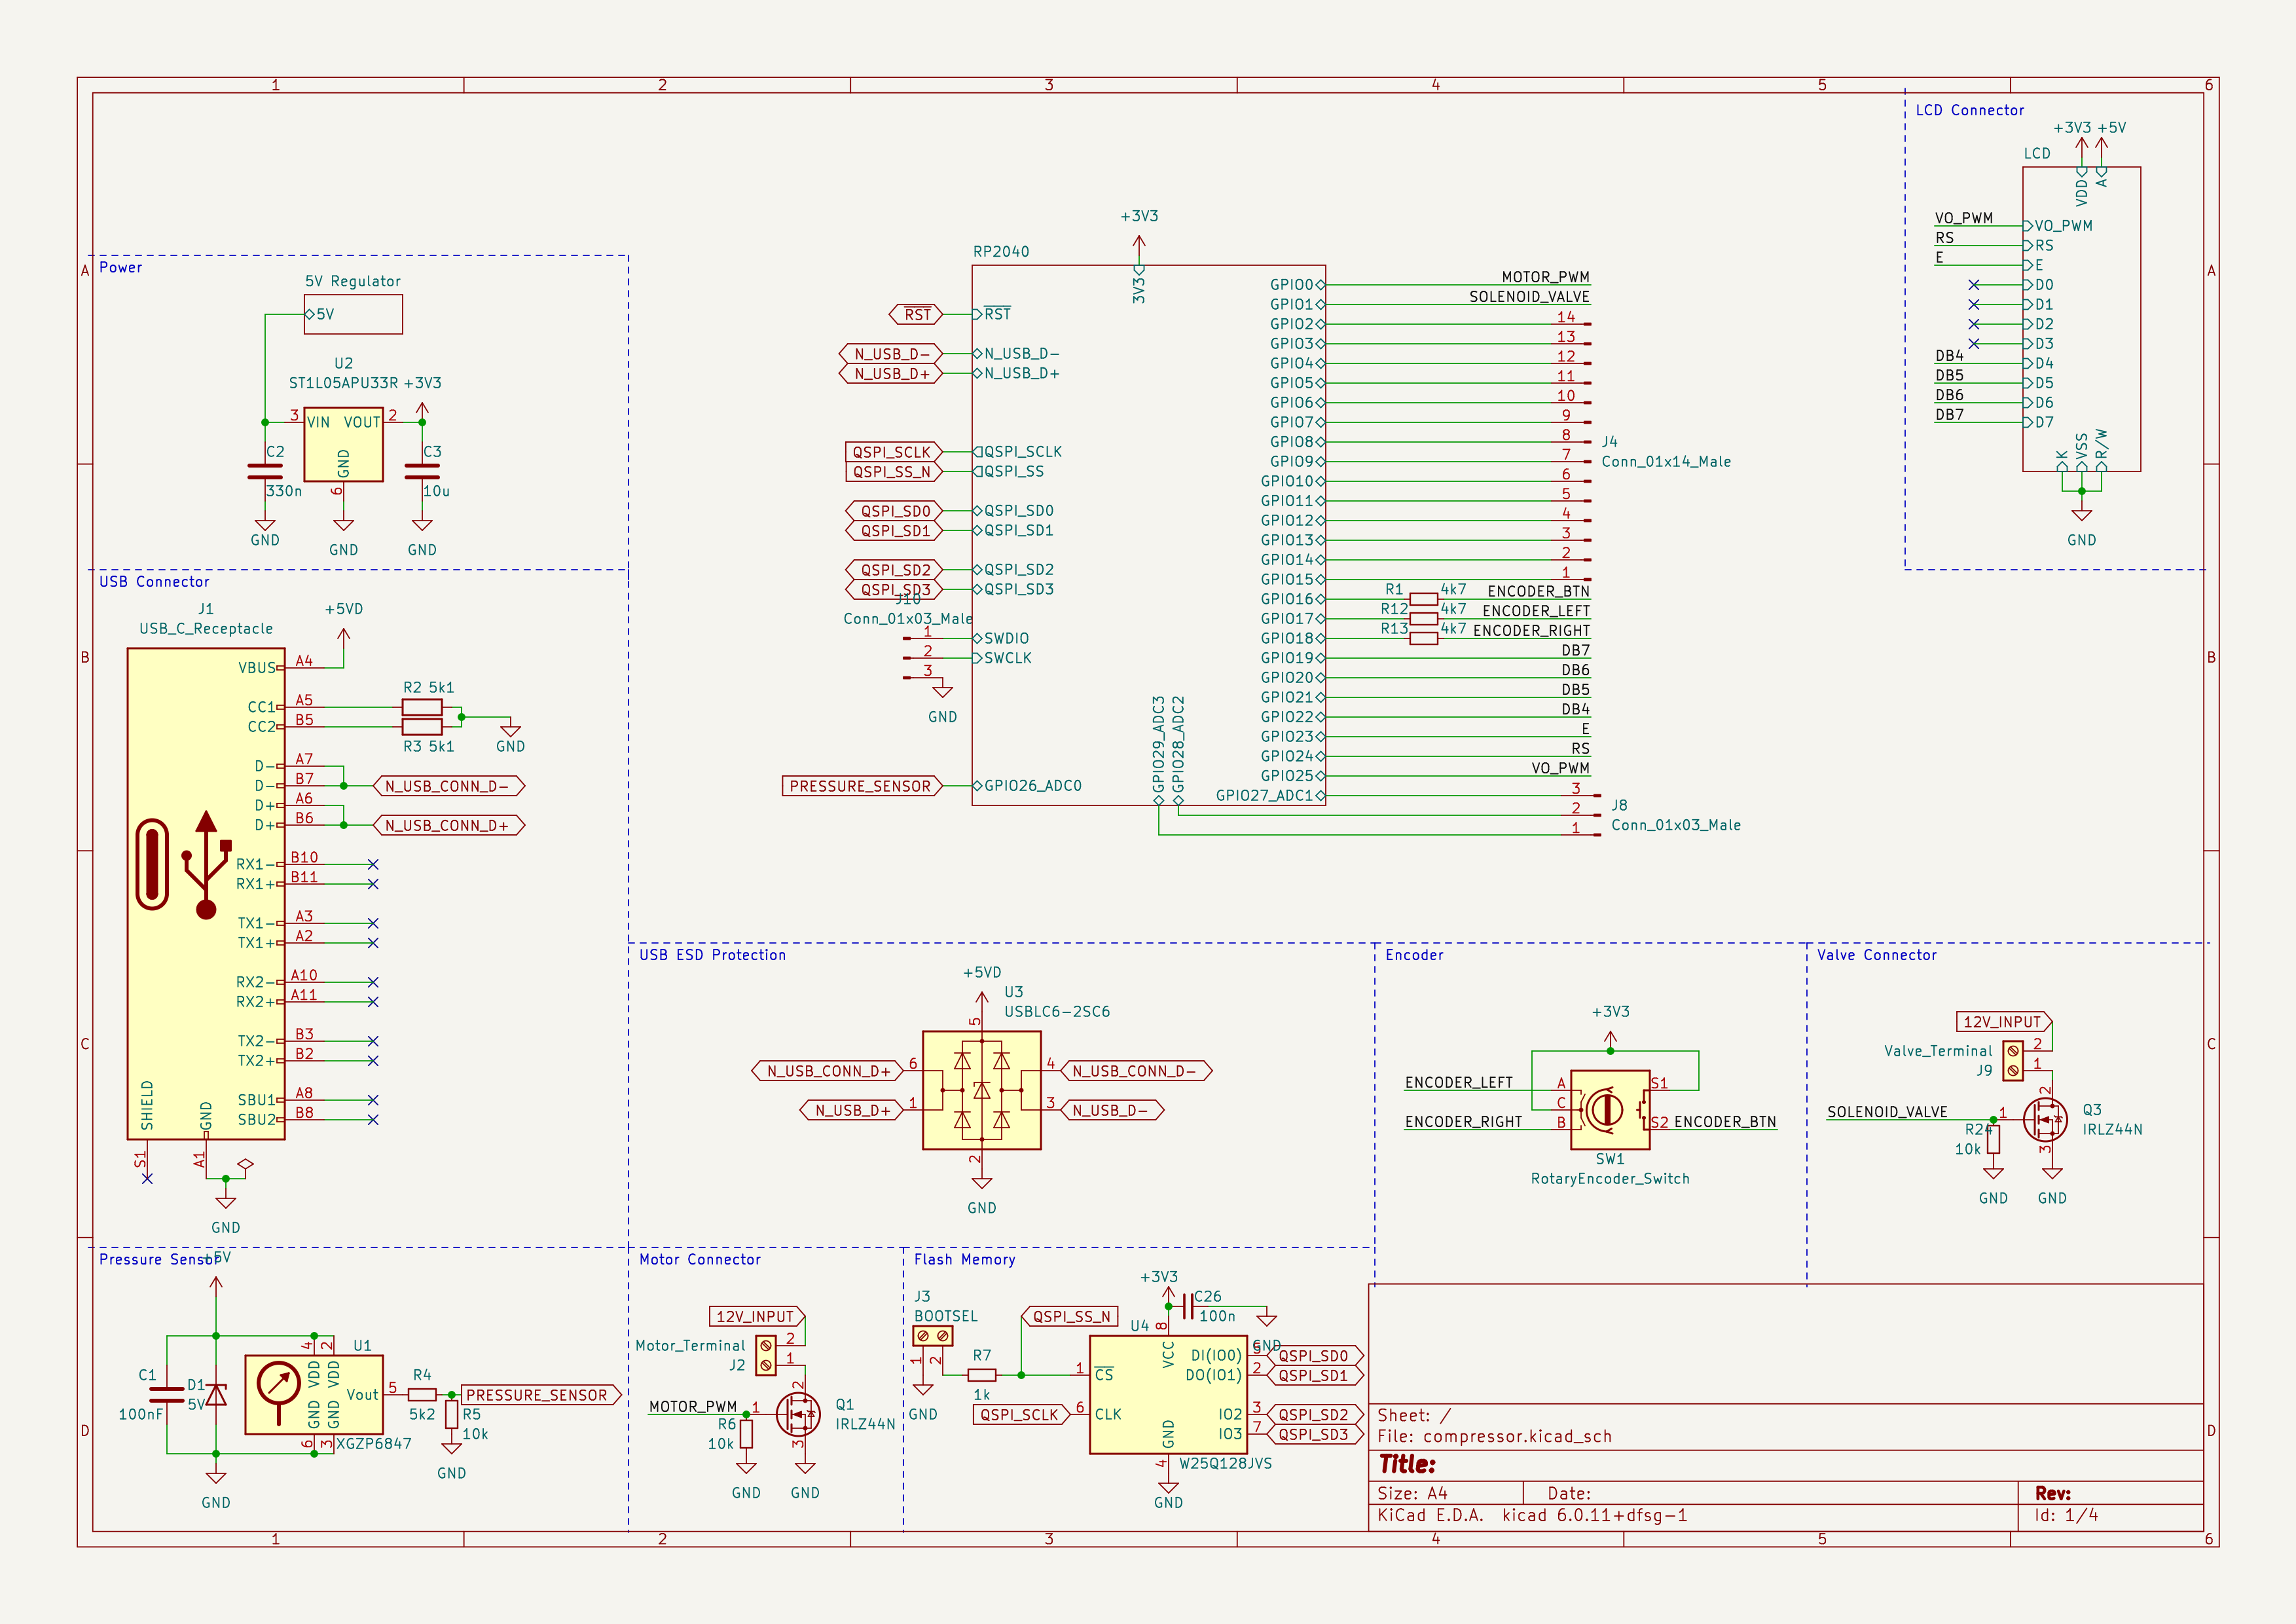 1 2 3 4 5 6
A B C D
A B C D
1 2 3 4 5 6
Power
5V Regulator
5V
U2
ST1L05APU33R
+3V3
3 VIN VOUT 2
GND
6
C2
330n
C3
10u
GND
GND
GND
USB Connector
J1
USB_C_Receptacle
+5VD
VBUS A4
CC1 A5
CC2 B5
R2 5k1
R3 5k1
GND
D- A7
D- B7
N_USB_CONN_D-
D+ A6
D+ B6
N_USB_CONN_D+
RX1- B10
RX1+ B11
TX1- A3
TX1+ A2
RX2- A10
RX2+ A11
TX2- B3
TX2+ B2
SBU1 A8
SBU2 B8
SHIELD
GND
S1
A1
GND
Pressure Sensor
+5V
C1
100nF
D1
5V
U1
4 VDD
2 VDD
GND 6
GND 3
Vout 5
XGZP6847
R4
5k2
PRESSURE_SENSOR
R5
10k
GND
GND
RP2040
+3V3
3V3
RST
RST
N_USB_D-
N_USB_D-
N_USB_D+
N_USB_D+
QSPI_SCLK
QSPI_SCLK
QSPI_SS_N
QSPI_SS
QSPI_SD0
QSPI_SD0
QSPI_SD1
QSPI_SD1
QSPI_SD2
QSPI_SD2
QSPI_SD3
QSPI_SD3
J10
Conn_01x03_Male
1 SWDIO
2 SWCLK
3
GND
PRESSURE_SENSOR
GPIO26_ADC0
GPIO29_ADC3
GPIO28_ADC2
GPIO0 MOTOR_PWM
GPIO1 SOLENOID_VALVE
GPIO2 14
GPIO3 13
GPIO4 12
GPIO5 11
GPIO6 10
GPIO7 9
GPIO8 8
GPIO9 7
GPIO10 6
GPIO11 5
GPIO12 4
GPIO13 3
GPIO14 2
GPIO15 1
J4
Conn_01x14_Male
GPIO16 R1 4k7 ENCODER_BTN
GPIO17 R12 4k7 ENCODER_LEFT
GPIO18 R13 4k7 ENCODER_RIGHT
GPIO19 DB7
GPIO20 DB6
GPIO21 DB5
GPIO22 DB4
GPIO23 E
GPIO24 RS
GPIO25 VO_PWM
GPIO27_ADC1 3
2
1
J8
Conn_01x03_Male
LCD Connector
+3V3 +5V
LCD
VDD
A
VO_PWM VO_PWM
RS RS
E E
D0
D1
D2
D3
DB4 D4
DB5 D5
DB6 D6
DB7 D7
K
VSS
R/W
GND
USB ESD Protection
+5VD
U3
USBLC6-2SC6
5
N_USB_CONN_D+ 6
4 N_USB_CONN_D-
N_USB_D+ 1
3 N_USB_D-
2
GND
Encoder
+3V3
ENCODER_LEFT A
C
ENCODER_RIGHT B
S1
S2 ENCODER_BTN
SW1
RotaryEncoder_Switch
Valve Connector
12V_INPUT
Valve_Terminal
J9
2
1
SOLENOID_VALVE
1
2
3
Q3
IRLZ44N
R24
10k
GND
GND
Motor Connector
12V_INPUT
Motor_Terminal
J2
2
1
MOTOR_PWM
1
2
3
Q1
IRLZ44N
R6
10k
GND
GND
Flash Memory
J3
BOOTSEL
1
2
GND
R7
1k
QSPI_SS_N
QSPI_SCLK
+3V3
C26
100n
GND
U4
8
VCC
1 CS
6 CLK
DI(IO0) 5 QSPI_SD0
DO(IO1) 2 QSPI_SD1
IO2 3 QSPI_SD2
IO3 7 QSPI_SD3
GND
4
W25Q128JVS
GND
Sheet: /
File: compressor.kicad_sch
Title:
Size: A4 Date: Rev:
KiCad E.D.A. kicad 6.0.11+dfsg-1 Id: 1/4